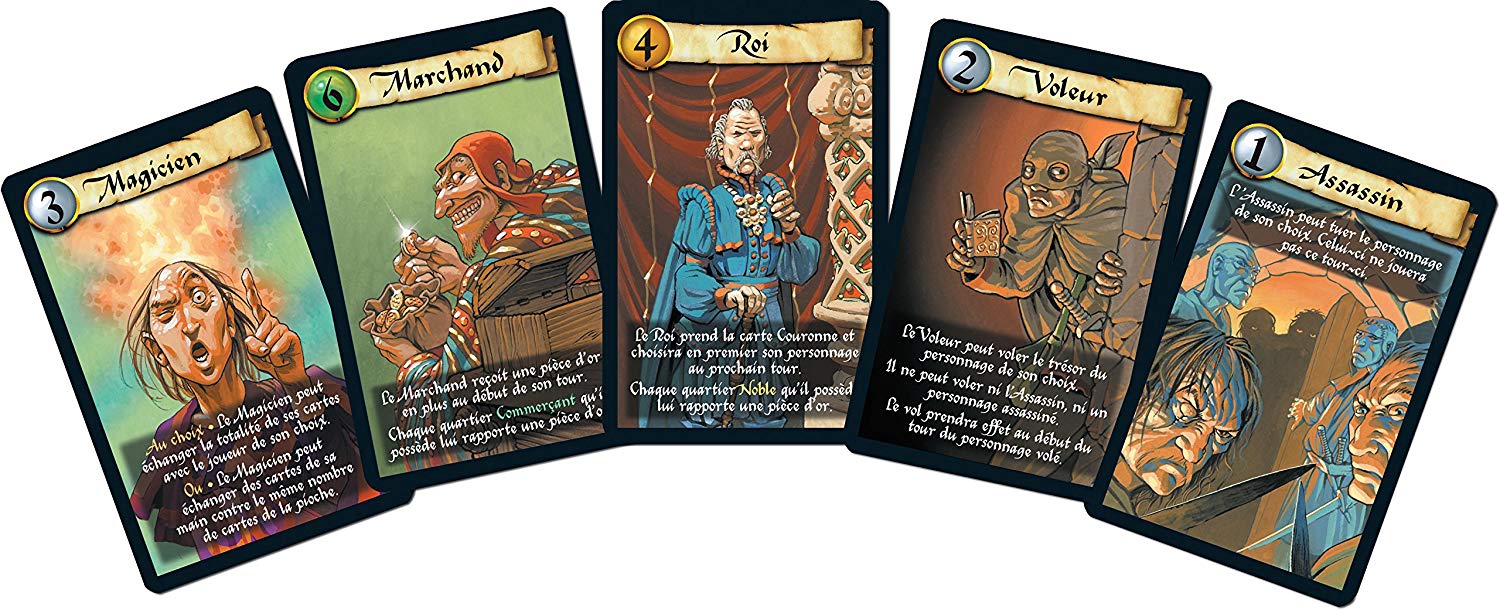 3
Magicien
Au choix • Le Magicien peut
échanger la totalité de ses cartes
avec le joueur de son choix.
Ou • Le Magicien peut
échanger des cartes de sa
main contre le même nombre
de cartes de la pioche.
6
Marchand
Le Marchand reçoit une pièce d'or
en plus au début de son tour.
Chaque quartier Commerçant qu'i
possède lui rapporte une pièce d'o
4
Roi
Le Roi prend la carte Couronne et
choisira en premier son personnage
au prochain tour.
Chaque quartier Noble qu'il possèd
lui rapporte une pièce d'or.
2
Voleur
Le Voleur peut voler le trésor du
personnage de son choix.
Il ne peut voler ni l'Assassin, ni un
personnage assassiné.
Le vol prendra effet au début du
tour du personnage volé.
1
Assassin
L'Assassin peut tuer le personnage
de son choix. Celui-ci ne jouera
pas ce tour-ci.